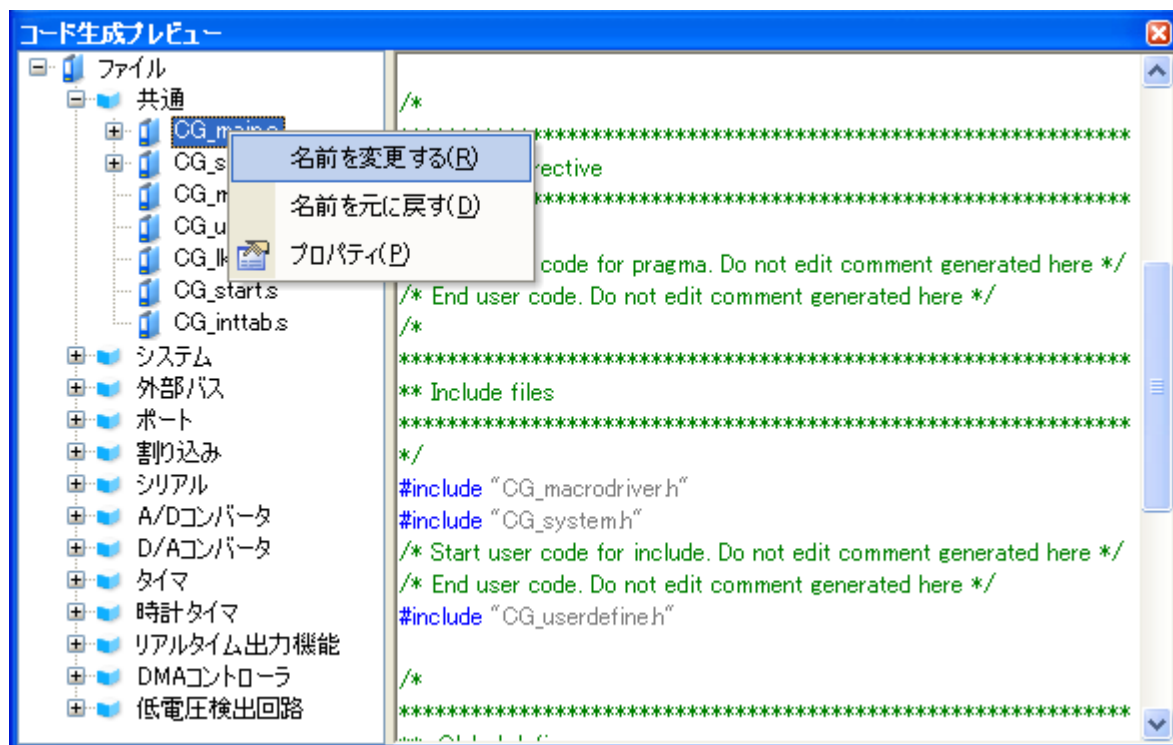 コード生成プレビュー
ファイル
共通
CG_main.c
CG_s
CG_m
CG_u
CG_lk
CG_start.s
CG_inttab.s
システム
外部バス
ポート
割り込み
シリアル
A/Dコンバータ
D/Aコンバータ
タイマ
時計タイマ
リアルタイム出力機能
DMAコントローラ
低電圧検出回路
名前を変更する(R)
名前を元に戻す(D)
プロパティ(P)
/*
*************************************************************
rective
*************************************************************
code for pragma. Do not edit comment generated here */
/* End user code. Do not edit comment generated here */
/*
*************************************************************
** Include files
*************************************************************
*/
#include "CG_macrodriver.h"
#include "CG_system.h"
/* Start user code for include. Do not edit comment generated here */
/* End user code. Do not edit comment generated here */
#include "CG_userdefine.h"
/*
*************************************************************